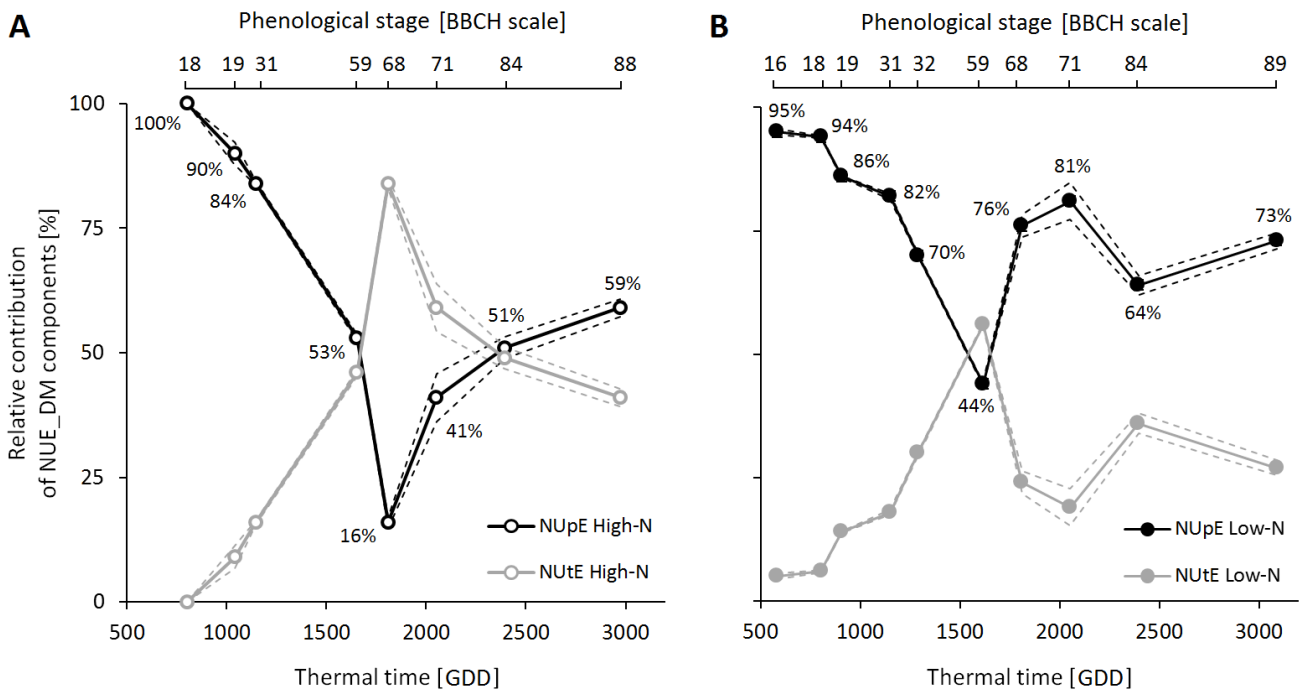 A
Phenological stage [BBCH scale]
18 19 31 59 68 71 84 88
Relative contribution
of NUE_DM components [%]
100
75
50
25
0
100%
90%
84%
53%
16%
41%
51%
59%
NUpE High-N
NUtE High-N
500 1000 1500 2000 2500 3000
Thermal time [GDD]
B
Phenological stage [BBCH scale]
16 18 19 31 32 59 68 71 84 89
95%
94%
86%
82%
70%
44%
76%
81%
64%
73%
NUpE Low-N
NUtE Low-N
500 1000 1500 2000 2500 3000
Thermal time [GDD]